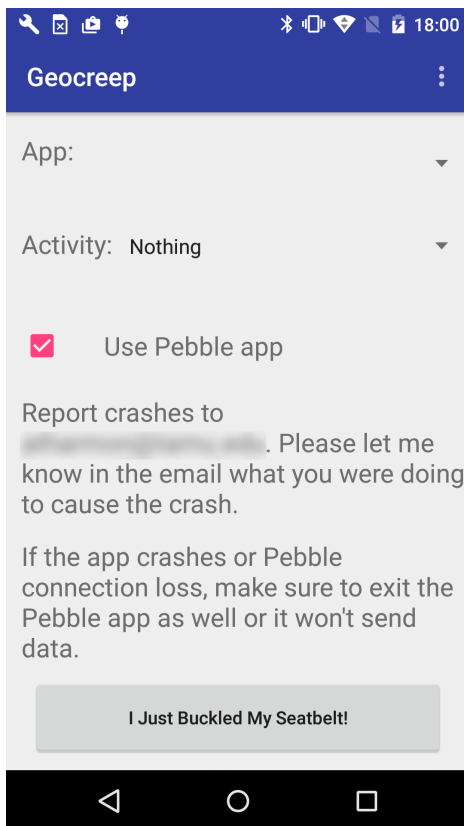 18:00
Geocreep
App:
Activity: Nothing
Use Pebble app
Report crashes to
. Please let me
know in the email what you were doing
to cause the crash.
If the app crashes or Pebble
connection loss, make sure to exit the
Pebble app as well or it won't send
data.
I Just Buckled My Seatbelt!